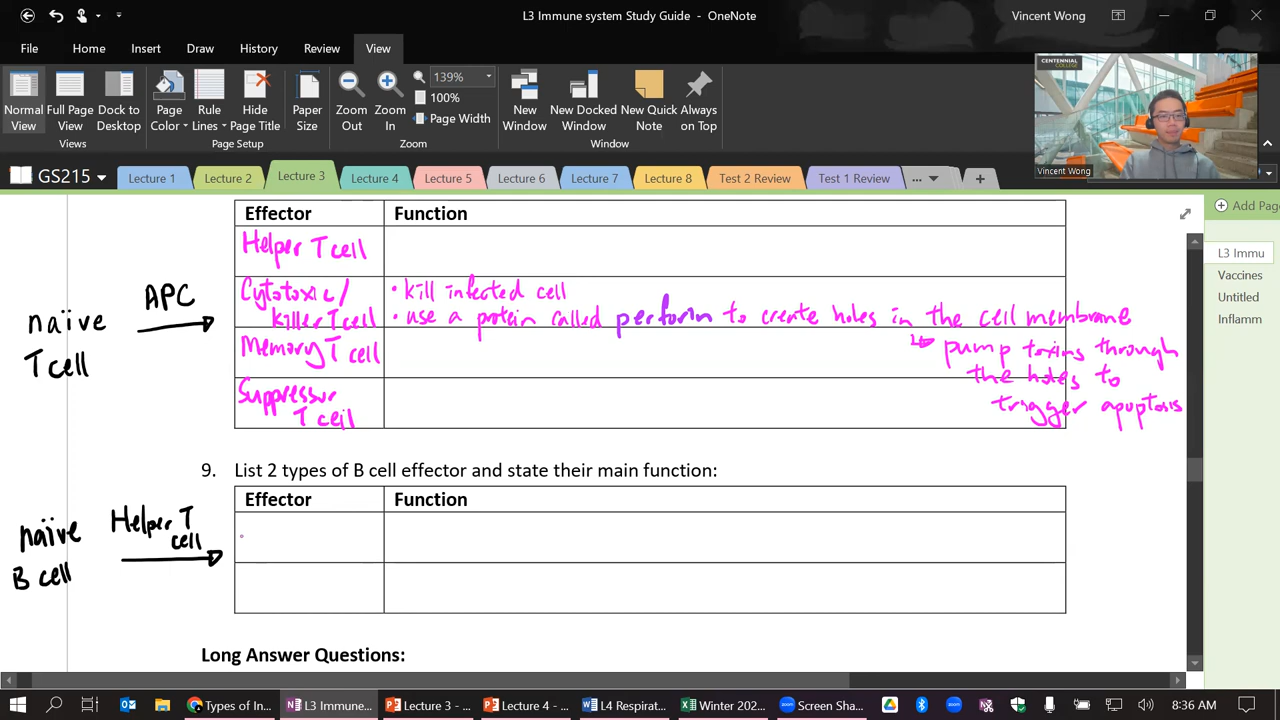 L3 Immune system Study Guide - OneNote
Vincent Wong
File Home Insert Draw History Review View
Normal View
Full Page View
Dock to Desktop
Page Color
Rule Lines
Hide Page Title
Paper Size
Zoom Out
Zoom In
139%
100%
Page Width
New Window
New Docked Window
New Quick Note
Always on Top
Views
Page Setup
Zoom
Window
CENTENNIAL COLLEGE
Vincent Wong
GS215
Lecture 1 Lecture 2 Lecture 3 Lecture 4 Lecture 5 Lecture 6 Lecture 7 Lecture 8 Test 2 Review Test 1 Review ...
Add Pag
L3 Immu
Vaccines
Untitled
Inflamm
Effector Function
Helper T cell
Cytotoxic/
killer T cell
• kill infected cell
• use a protein called perforin to create holes in the cell membrane
↳ pump toxins through
the holes to
trigger apoptosis
Memory T cell
Suppressor
T cell
naïve
T cell
APC
9. List 2 types of B cell effector and state their main function:
Effector Function
naïve
B cell
Helper T
cell
Long Answer Questions:
Types of In...
L3 Immune...
Lecture 3 - ...
Lecture 4 - ...
L4 Respirat...
Winter 202...
Screen Sha...
8:36 AM